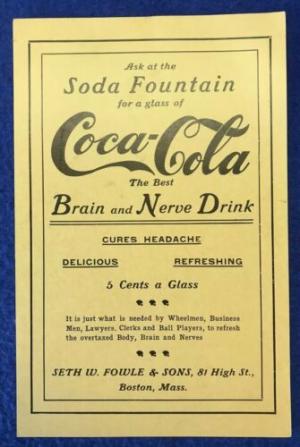 Ask at the
Soda Fountain
for a glass of
Coca-Cola
The Best
Brain and Nerve Drink
CURES HEADACHE
DELICIOUS REFRESHING
5 Cents a Glass
It is just what is needed by Wheelmen, Business
Men, Lawyers. Clerks and Ball Players, to refresh
the overtaxed Body, Brain and Nerves
SETH W. FOWLE & SONS, 81 High St.,
Boston, Mass.